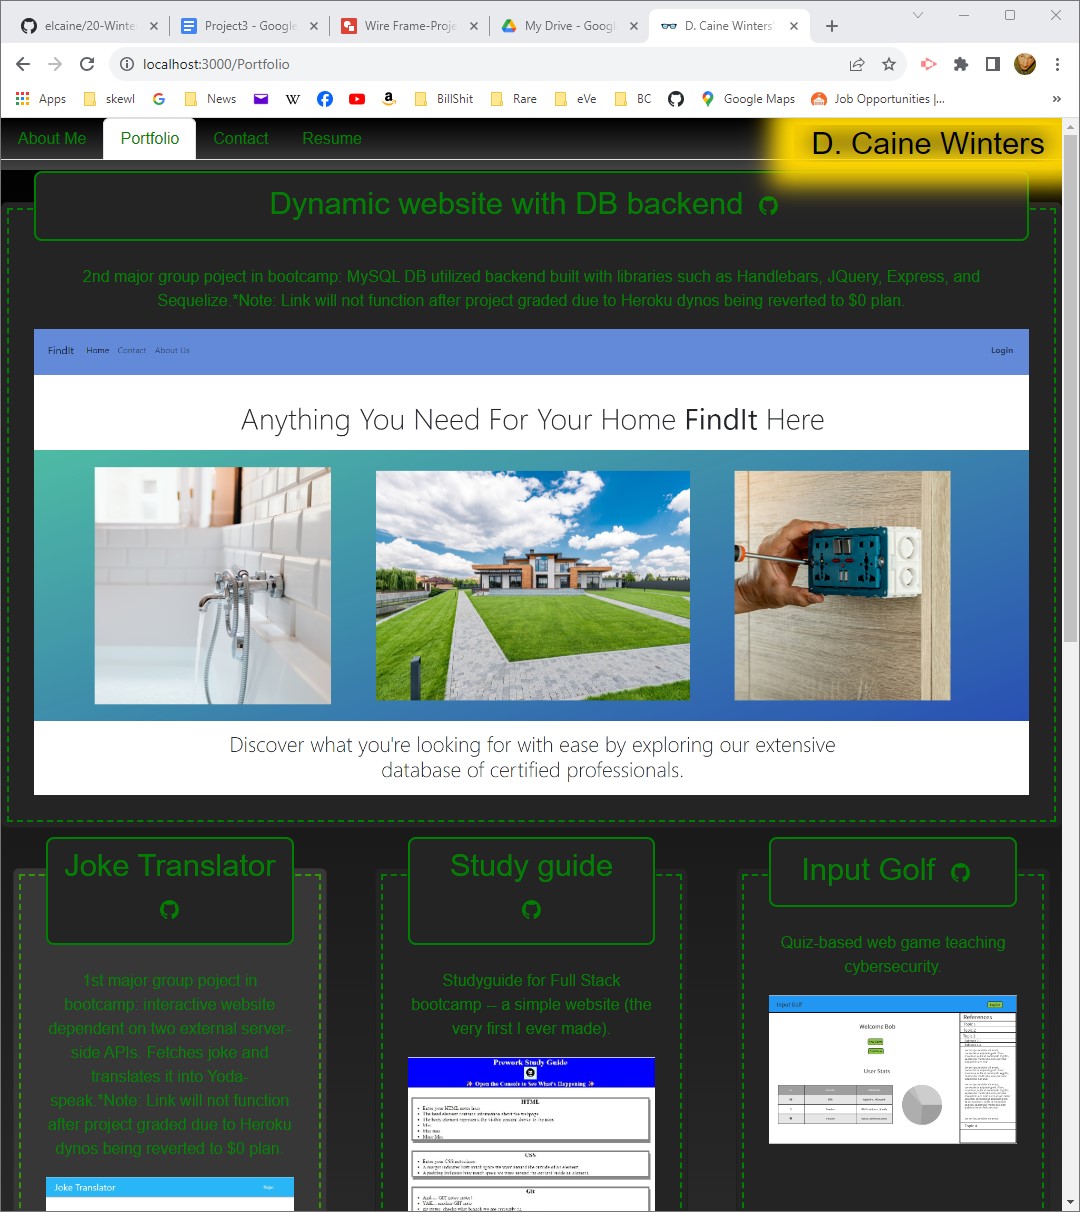 elcaine/20-Winte
Project3 - Google
Wire Frame-Proje
My Drive - Googl
D. Caine Winters'
localhost:3000/Portfolio
Apps
skewl
News
BillShit
Rare
eVe
BC
Google Maps
Job Opportunities |...
»
About Me
Portfolio
Contact
Resume
D. Caine Winters
Dynamic website with DB backend
2nd major group poject in bootcamp: MySQL DB utilized backend built with libraries such as Handlebars, JQuery, Express, and
Sequelize.*Note: Link will not function after project graded due to Heroku dynos being reverted to $0 plan.
FindIt
Home
Contact
About Us
Login
Anything You Need For Your Home FindIt Here
Discover what you're looking for with ease by exploring our extensive
database of certified professionals.
Joke Translator
1st major group poject in
bootcamp: interactive website
dependent on two external server-
side APIs. Fetches joke and
translates it into Yoda-
speak.*Note: Link will not function
after project graded due to Heroku
dynos being reverted to $0 plan.
Joke Translator
Study guide
Studyguide for Full Stack
bootcamp -- a simple website (the
very first I ever made).
Prework Study Guide
Open the Console to See What's Happening
HTML
CSS
Git
Input Golf
Quiz-based web game teaching
cybersecurity.
Input Golf
Welcome Bob
User Stats
References
Topic 1
Topic 2
Topic 3